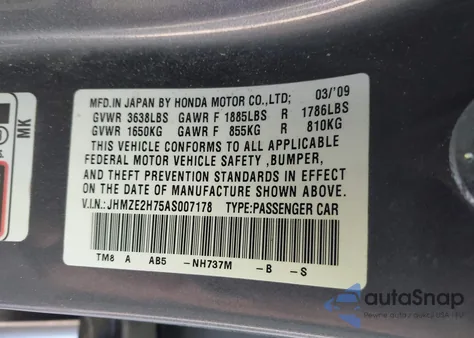 MFD.IN JAPAN BY HONDA MOTOR CO.,LTD; 03/'09
GVWR 3638LBS GAWR F 1885LBS R 1786LBS
GVWR 1650KG GAWR F 855KG R 810KG
THIS VEHICLE CONFORMS TO ALL APPLICABLE
FEDERAL MOTOR VEHICLE SAFETY ,BUMPER,
AND THEFT PREVENTION STANDARDS IN EFFECT
ON THE DATE OF MANUFACTURE SHOWN ABOVE.
V.I.N.: JHMZE2H75AS007178 TYPE:PASSENGER CAR
TM8 A AB5 -NH737M -B -S
MK
autoSnap